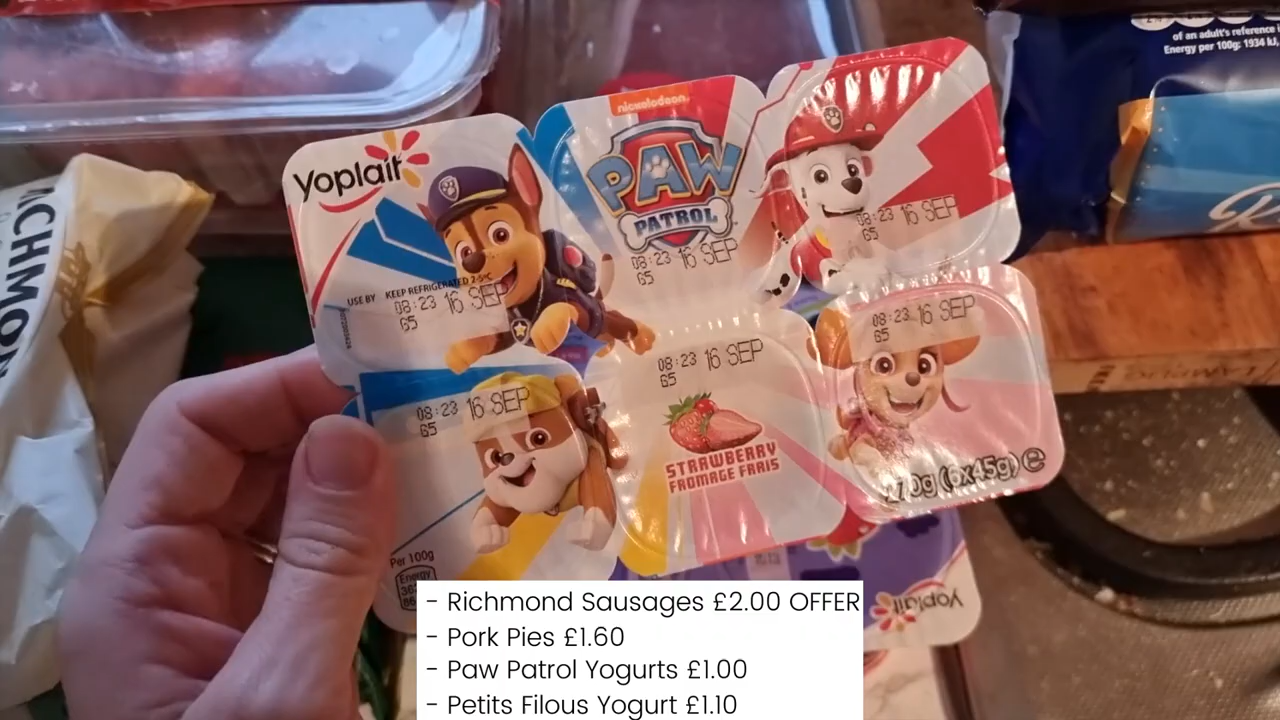 of an adult's reference
Energy per 100g: 1934 kJ,
nickelodeon
yoplait
PAW
PATROL
08:23 16 SEP
65
08:23 16 SEP
65
USE BY KEEP REFRIGERATED 2-5°C
08:23 16 SEP
65
08:23 16 SEP
65
08:23 16 SEP
65
08:23 16 SEP
65
STRAWBERRY
FROMAGE FRAIS
270g (6x45g) e
Per 100g
Energy
yoplait
- Richmond Sausages £2.00 OFFER
- Pork Pies £1.60
- Paw Patrol Yogurts £1.00
- Petits Filous Yogurt £1.10